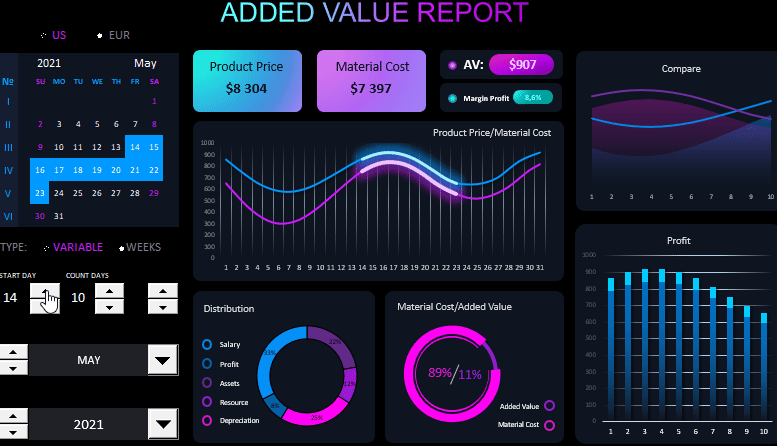 ADDED VALUE REPORT
US EUR
2021 May
№ SU MO TU WE TH FR SA
I 1
II 2 3 4 5 6 7 8
III 9 10 11 12 13 14 15
IV 16 17 18 19 20 21 22
V 23 24 25 26 27 28 29
VI 30 31
TYPE: VARIABLE WEEKS
START DAY COUNT DAYS
14 10
MAY
2021
Product Price
$8 304
Material Cost
$7 397
AV: $907
Margin Profit 8,6%
Product Price/Material Cost
1000
900
800
700
600
500
400
300
200
100
0
1 2 3 4 5 6 7 8 9 10 11 12 13 14 15 16 17 18 19 20 21 22 23 24 25 26 27 28 29 30 31
Distribution
Salary
Profit
Assets
Resource
Depreciation
22%
25%
Material Cost/Added Value
89% / 11%
Added Value
Material Cost
Compare
1 2 3 4 5 6 7 8 9 10
Profit
1000
900
800
700
600
500
400
300
200
100
0
1 2 3 4 5 6 7 8 9 10